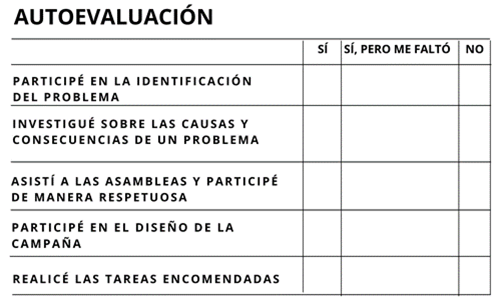 AUTOEVALUACIÓN
SÍ SÍ, PERO ME FALTÓ NO
PARTICIPÉ EN LA IDENTIFICACIÓN
DEL PROBLEMA
INVESTIGUÉ SOBRE LAS CAUSAS Y
CONSECUENCIAS DE UN PROBLEMA
ASISTÍ A LAS ASAMBLEAS Y PARTICIPÉ
DE MANERA RESPETUOSA
PARTICIPÉ EN EL DISEÑO DE LA
CAMPAÑA
REALICÉ LAS TAREAS ENCOMENDADAS